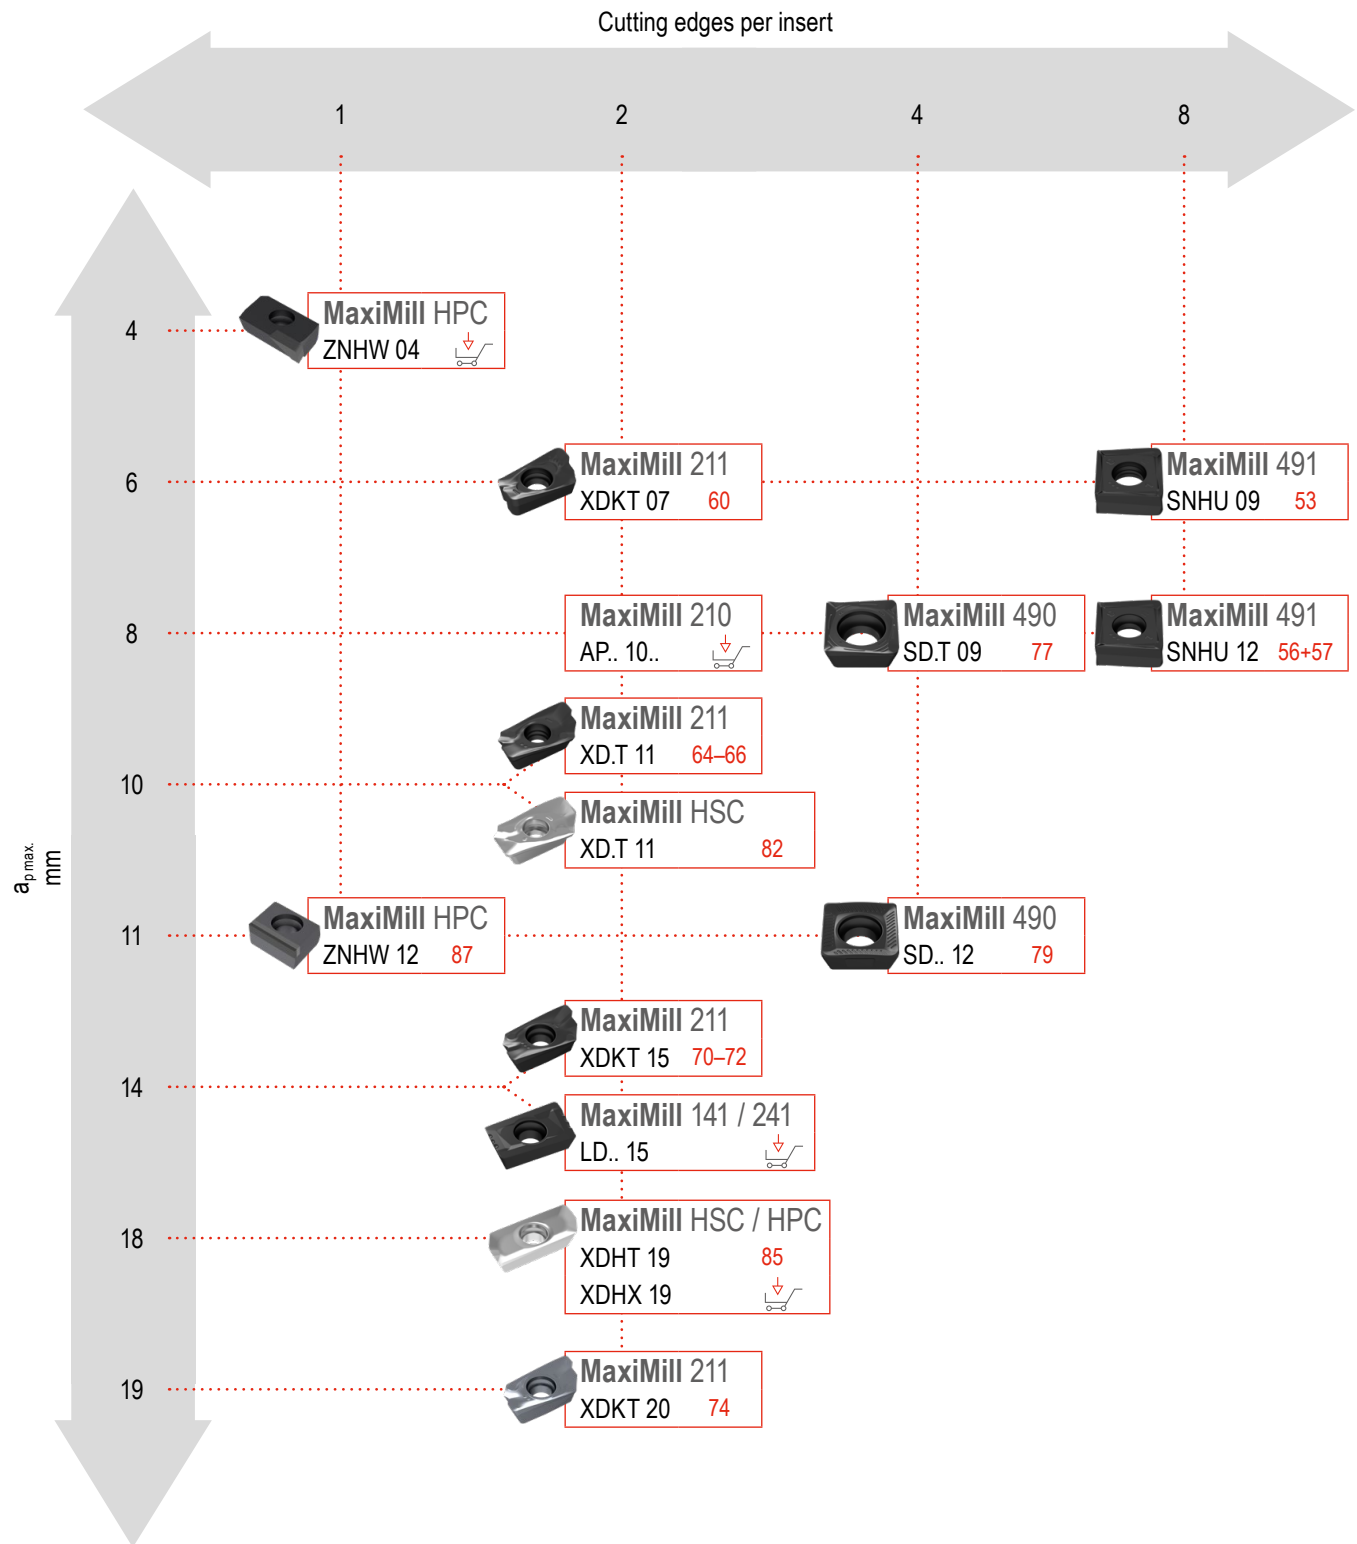 Cutting edges per insert
1 2 4 8
4
MaxiMill HPC
ZNHW 04
6
MaxiMill 211
XDKT 07 60
MaxiMill 491
SNHU 09 53
8
MaxiMill 210
AP.. 10..
MaxiMill 490
SD.T 09 77
MaxiMill 491
SNHU 12 56+57
10
MaxiMill 211
XD.T 11 64–66
MaxiMill HSC
XD.T 11 82
ap max.
mm
11
MaxiMill HPC
ZNHW 12 87
MaxiMill 490
SD.. 12 79
14
MaxiMill 211
XDKT 15 70–72
MaxiMill 141 / 241
LD.. 15
18
MaxiMill HSC / HPC
XDHT 19 85
XDHX 19
19
MaxiMill 211
XDKT 20 74